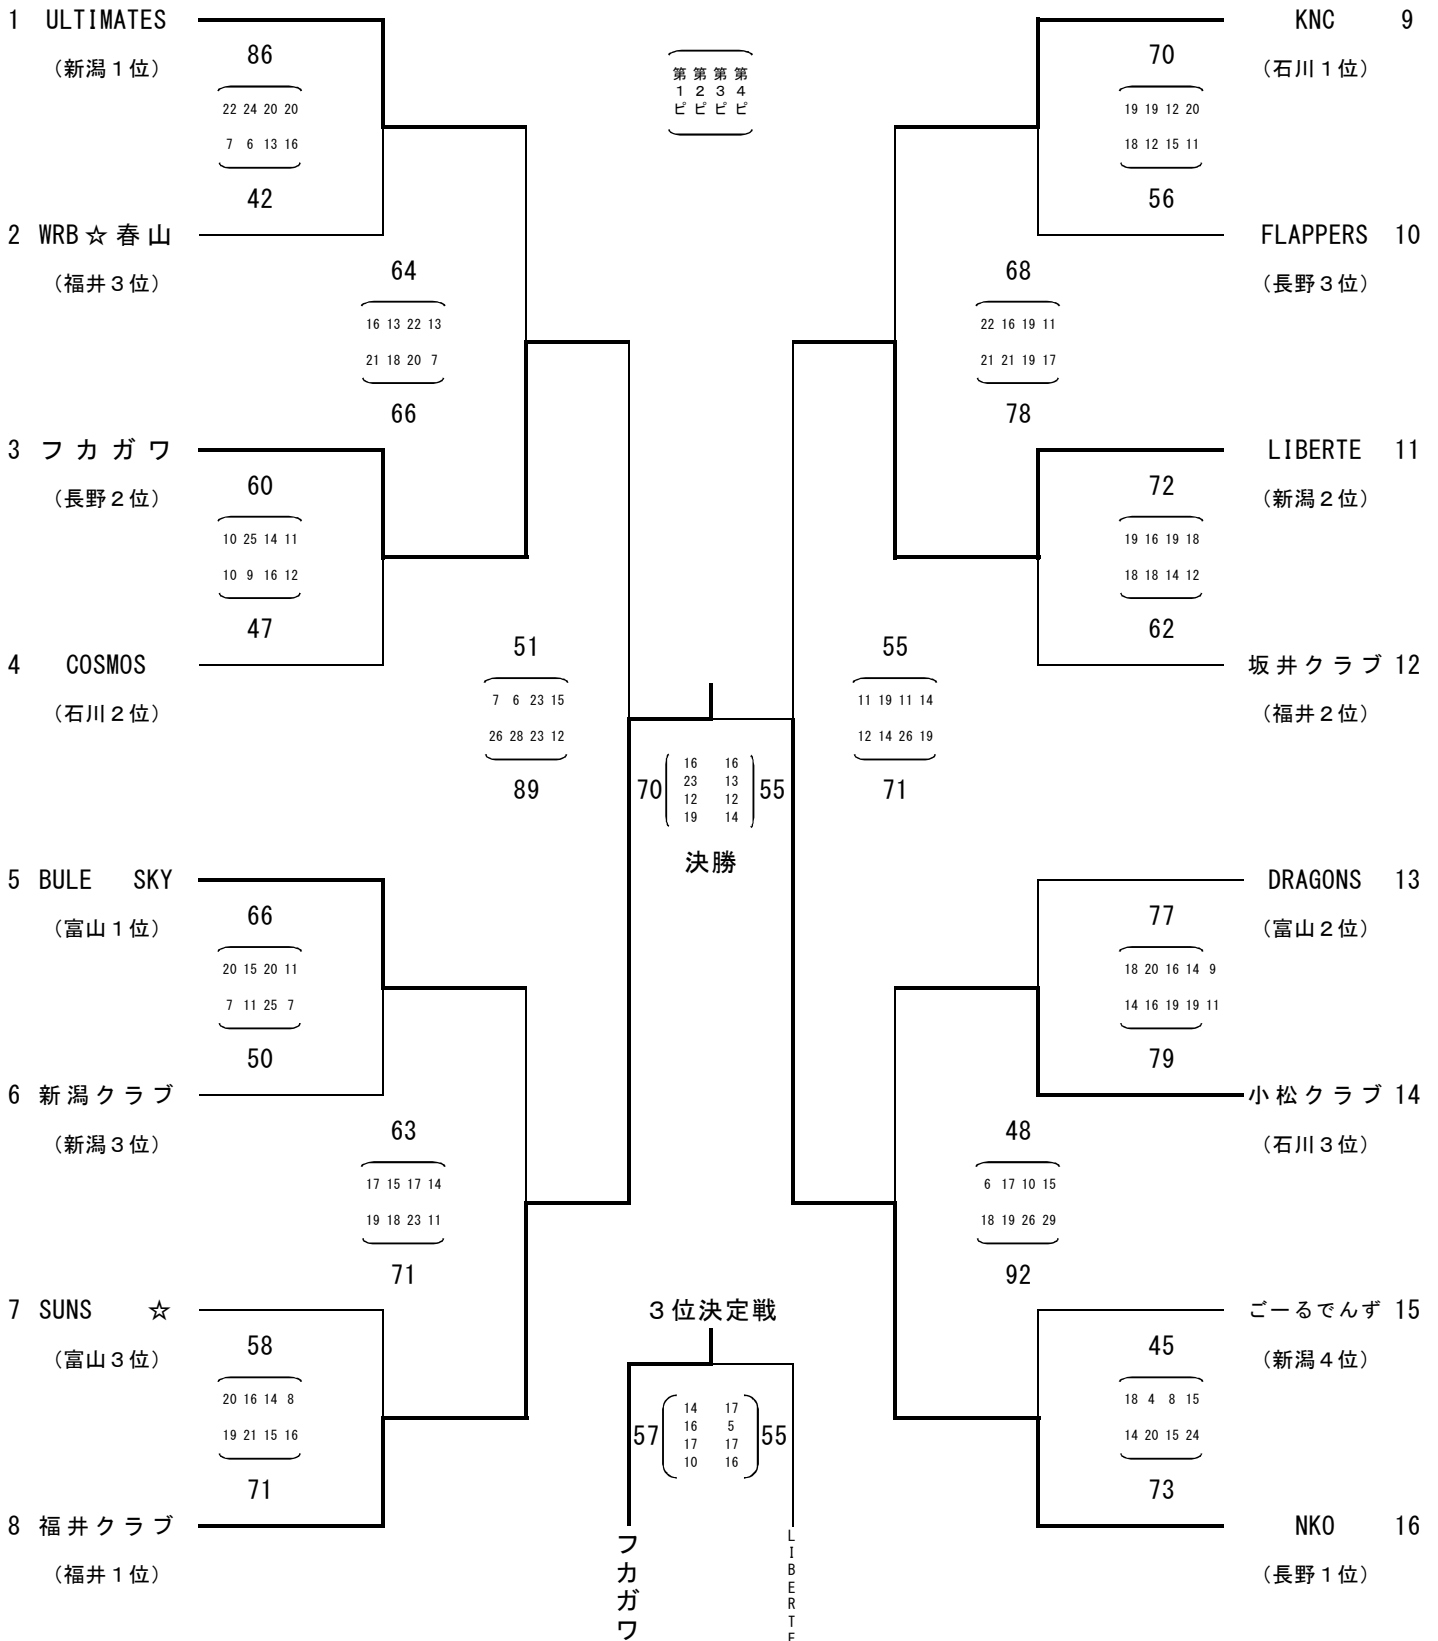 1 ULTIMATES
(新潟１位)
86
22 24 20 20
7 6 13 16
42
2 WRB☆春山
(福井３位)
64
16 13 22 13
21 18 20 7
66
3 フカガワ
(長野２位)
60
10 25 14 11
10 9 16 12
47
4 COSMOS
(石川２位)
51
7 6 23 15
26 28 23 12
89
5 BULE SKY
(富山１位)
66
20 15 20 11
7 11 25 7
50
6 新潟クラブ
(新潟３位)
63
17 15 17 14
19 18 23 11
71
7 SUNS ☆
(富山３位)
58
20 16 14 8
19 21 15 16
71
8 福井クラブ
(福井１位)
第 第 第 第
1 2 3 4
ピ ピ ピ ピ
70
16 16
23 13
12 12
19 14
55
決勝
３位決定戦
57
14 17
16 5
17 17
10 16
55
フカガワ
LIBERTE
KNC 9
(石川１位)
70
19 19 12 20
18 12 15 11
56
FLAPPERS 10
(長野３位)
68
22 16 19 11
21 21 19 17
78
LIBERTE 11
(新潟２位)
72
19 16 19 18
18 18 14 12
62
坂井クラブ 12
(福井２位)
55
11 19 11 14
12 14 26 19
71
DRAGONS 13
(富山２位)
77
18 20 16 14 9
14 16 19 19 11
79
小松クラブ 14
(石川３位)
48
6 17 10 15
18 19 26 29
92
ごーるでんず 15
(新潟４位)
45
18 4 8 15
14 20 15 24
73
NKO 16
(長野１位)